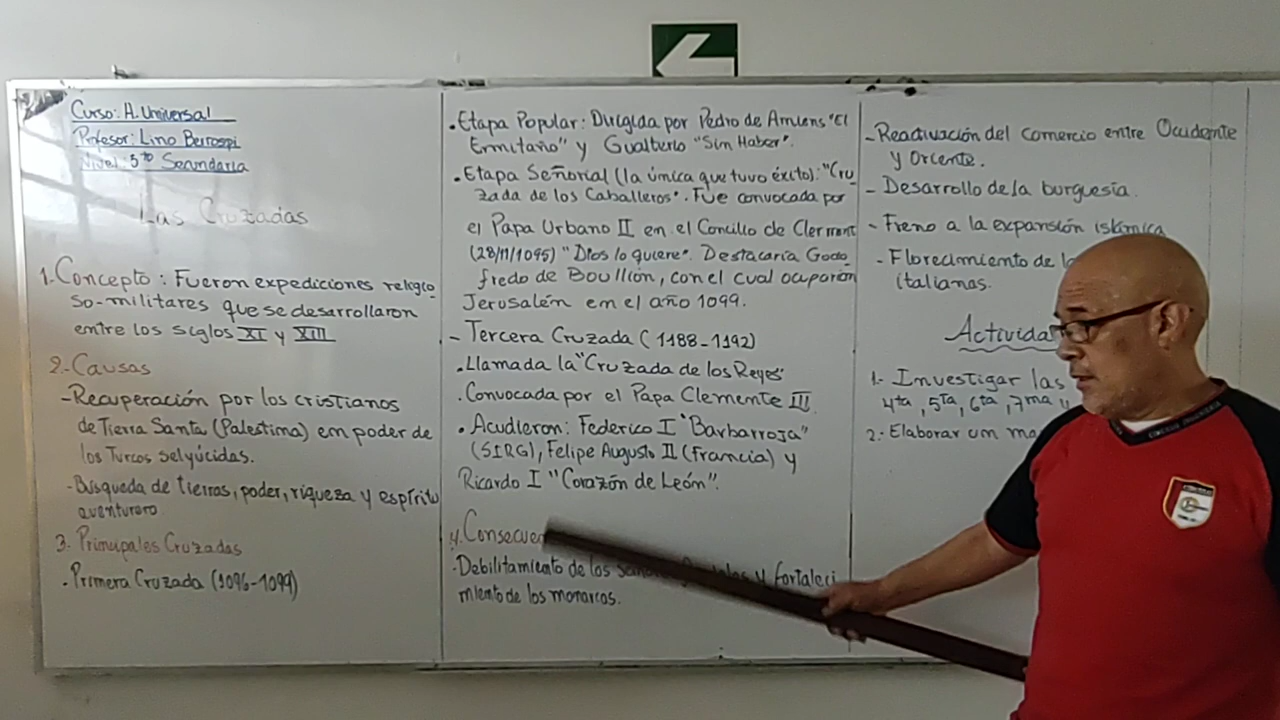 Curso: H. Universal
Profesor: Lino Berrospi
Nivel: 5to Secundaria
Las Cruzadas
1. Concepto: Fueron expediciones religio
so-militares que se desarrollaron
entre los siglos XI y XIII
2. Causas
- Recuperación por los cristianos
de Tierra Santa (Palestina) en poder de
los Turcos selyúcidas.
- Búsqueda de tierras, poder, riqueza y espíritu
aventurero
3. Principales Cruzadas
. Primera Cruzada (1096-1099)
. Etapa Popular: Dirigida por Pedro de Amiens "El
Ermitaño" y Gualterio "Sin Haber".
. Etapa Señorial (la única que tuvo éxito): "Cru
zada de los Caballeros". Fue convocada por
el Papa Urbano II en el Concilio de Clermont
(28/11/1095) "Dios lo quiere". Destacaría Godo
fredo de Boullión, con el cual ocuparon
Jerusalén en el año 1099.
- Tercera Cruzada (1188-1192)
. Llamada la "Cruzada de los Reyes"
. Convocada por el Papa Clemente III
. Acudieron: Federico I "Barbarroja"
(SIRG), Felipe Augusto II (Francia) y
Ricardo I "Corazón de León".
4. Consecuen
- Debilitamiento de los y fortaleci
miento de los monarcas.
- Reactivación del comercio entre Occidente
y Oriente.
- Desarrollo de la burguesía.
- Freno a la expansión islámica
- Florecimiento de
italianas.
Activida
1.- Investigar las
4ta, 5ta, 6ta, 7ma
2.- Elaborar un ma